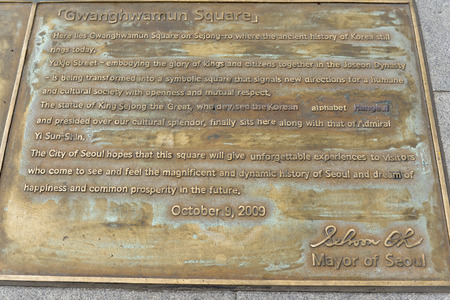 「Gwanghwamun Square」
Here lies Gwanghwamun Square on Sejong-ro where the ancient history of Korea still
rings today.
Yukjo Street - embodying the glory of kings and citizens together in the Joseon Dynasty
- is being transformed into a symbolic square that signals new directions for a humane
and cultural society with openness and mutual respect.
The statue of King Sejong the Great, who devised the Korean alphabet
and presided over our cultural splendor, finally sits here along with that of Admiral
Yi Sun-Shin.
The City of Seoul hopes that this square will give unforgettable experiences to visitors
who come to see and feel the magnificent and dynamic history of Seoul and dream of
happiness and common prosperity in the future.
October 9, 2009
Sehoon Oh
Mayor of Seoul